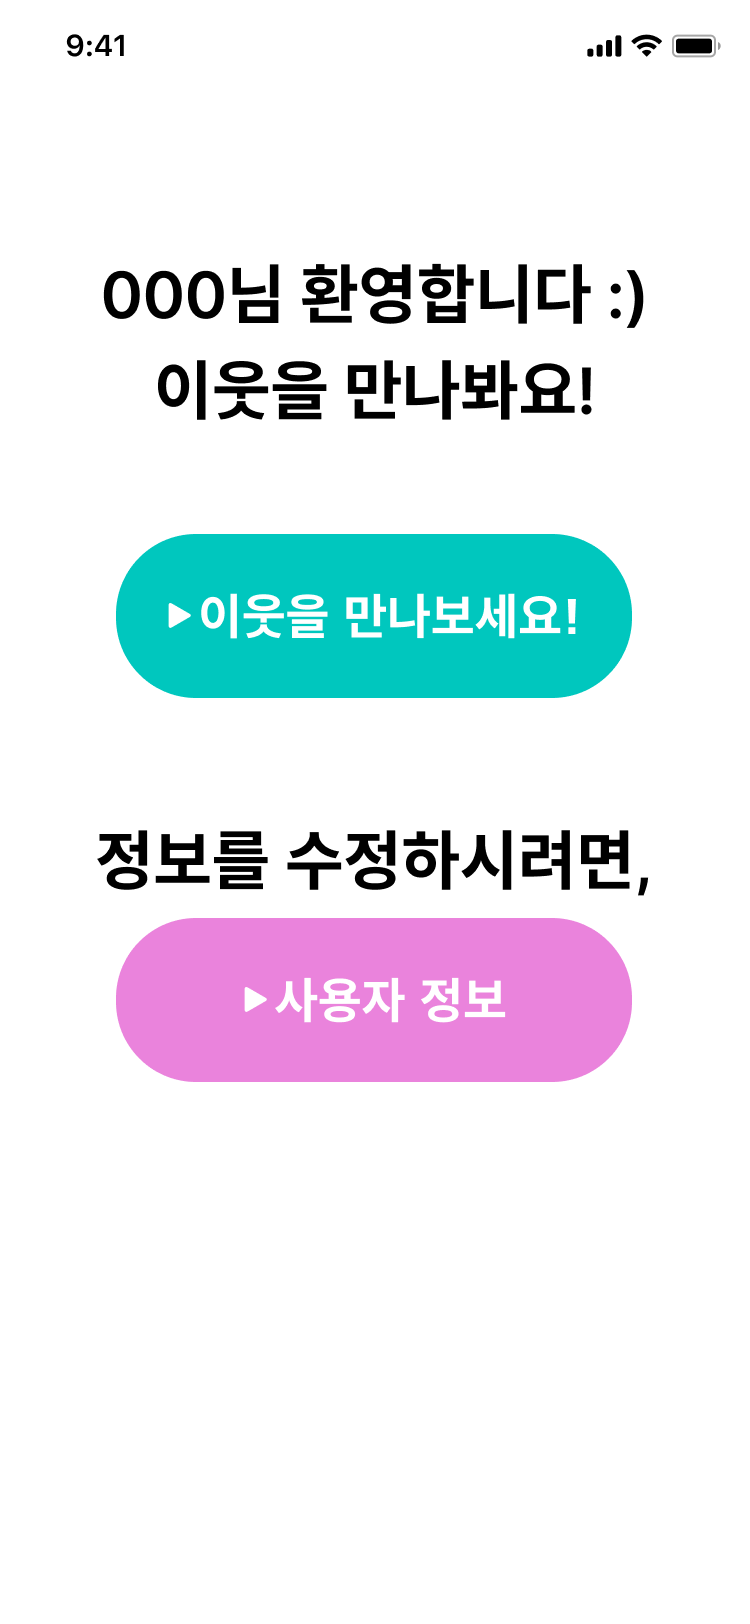 9:41
000님 환영합니다 :)
이웃을 만나봐요!
▶이웃을 만나보세요!
정보를 수정하시려면,
▶사용자 정보